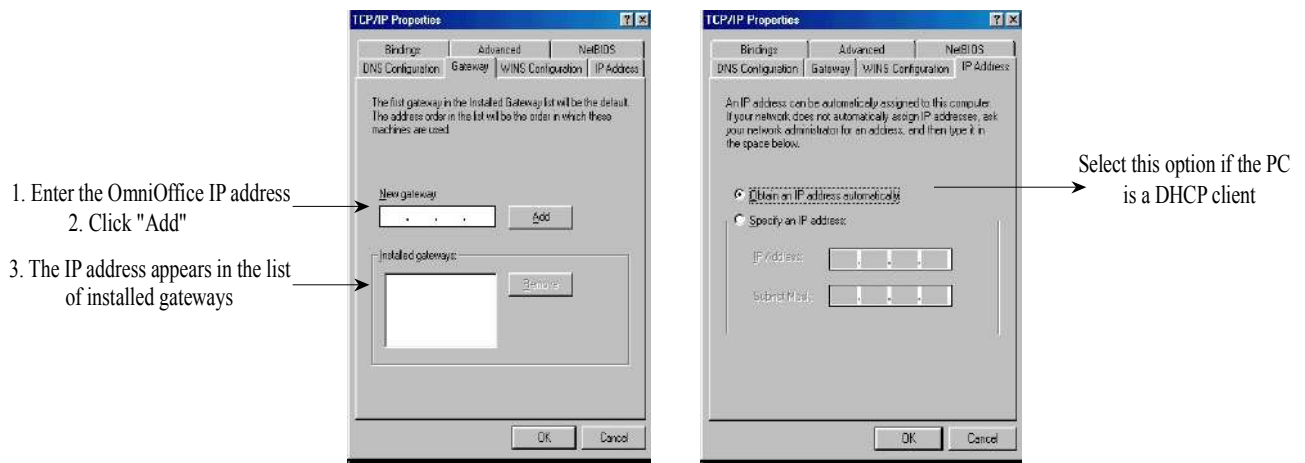 1. Enter the OmniOffice IP address
2. Click "Add"
3. The IP address appears in the list
of installed gateways
TCP/IP Properties
Bindings Advanced NetBIOS
DNS Configuration Gateway WINS Configuration IP Address
The first gateway in the Installed Gateway list will be the default.
The address order in the list will be the order in which these
machines are used.
New gateway:
. . . Add
Installed gateways:
Remove
OK Cancel
TCP/IP Properties
Bindings Advanced NetBIOS
DNS Configuration Gateway WINS Configuration IP Address
An IP address can be automatically assigned to this computer.
If your network does not automatically assign IP addresses, ask
your network administrator for an address, and then type it in
the space below.
Obtain an IP address automatically
Specify an IP address:
IP Address: . . .
Subnet Mask: . . .
OK Cancel
Select this option if the PC
is a DHCP client